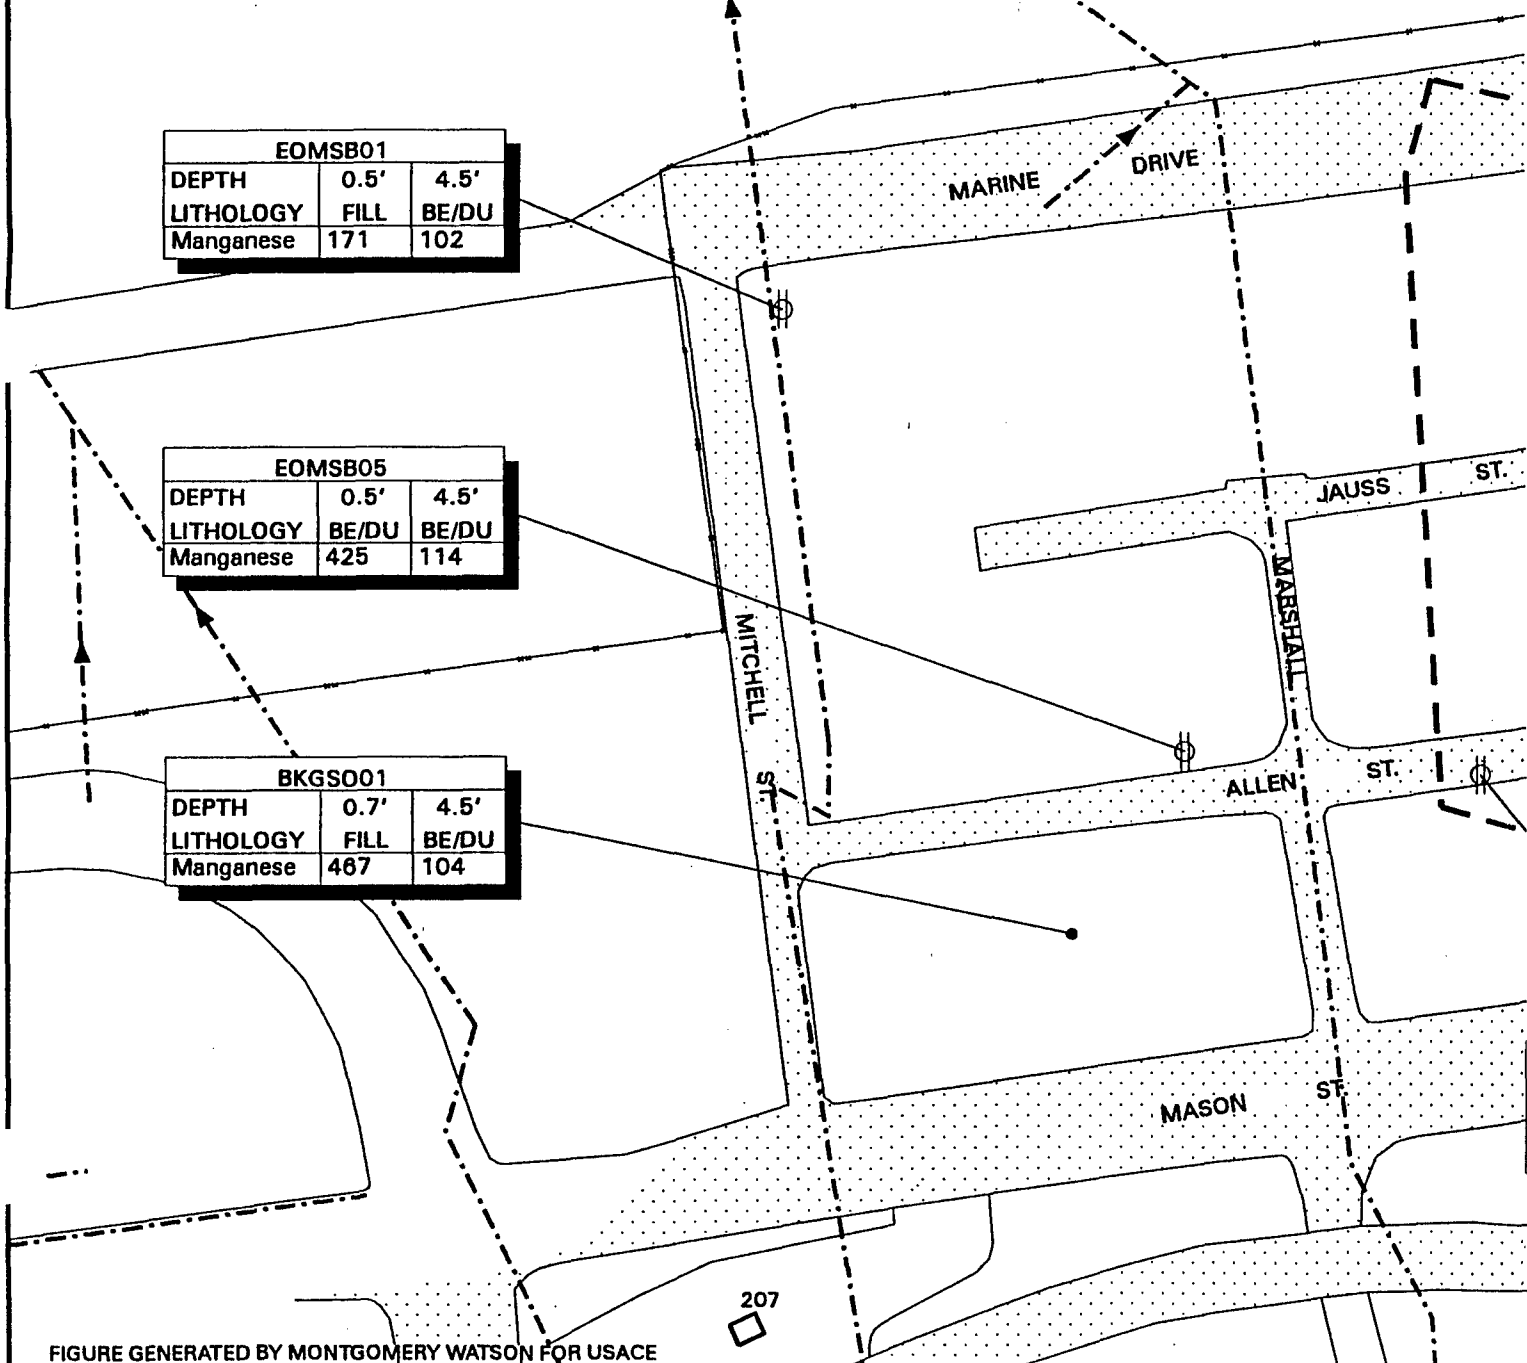 EOMSB01
DEPTH 0.5' 4.5'
LITHOLOGY FILL BE/DU
Manganese 171 102
MARINE DRIVE
EOMSB05
DEPTH 0.5' 4.5'
LITHOLOGY BE/DU BE/DU
Manganese 425 114
JAUSS ST.
MARSHALL
MITCHELL ST.
BKGSO01
DEPTH 0.7' 4.5'
LITHOLOGY FILL BE/DU
Manganese 467 104
ALLEN ST.
MASON ST.
207
FIGURE GENERATED BY MONTGOMERY WATSON FOR USACE